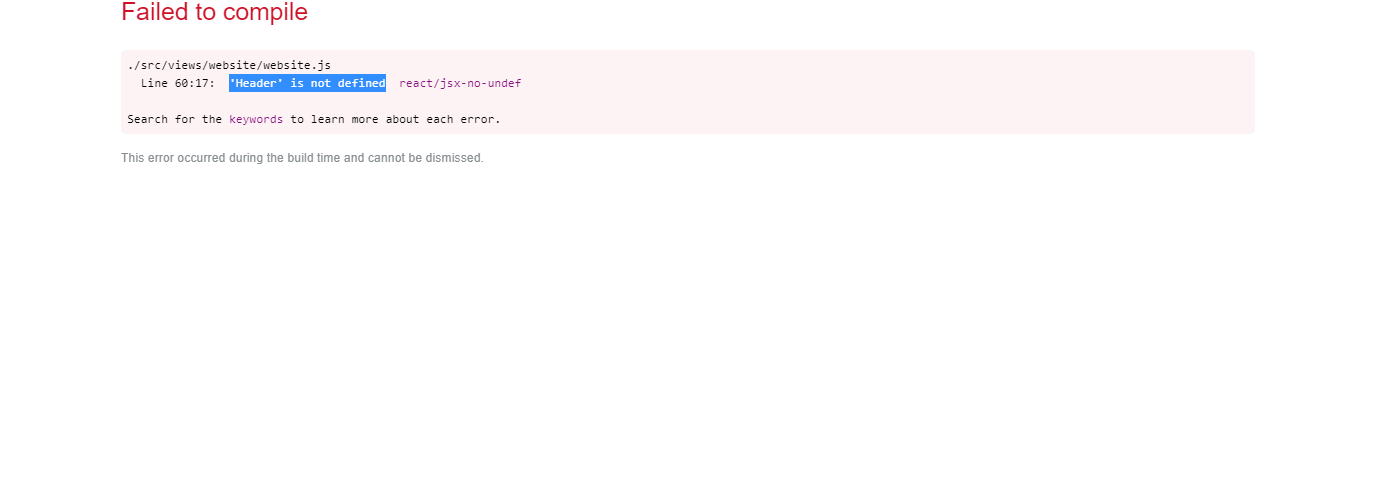 Failed to compile
./src/views/website/website.js
Line 60:17: 'Header' is not defined react/jsx-no-undef
Search for the keywords to learn more about each error.
This error occurred during the build time and cannot be dismissed.